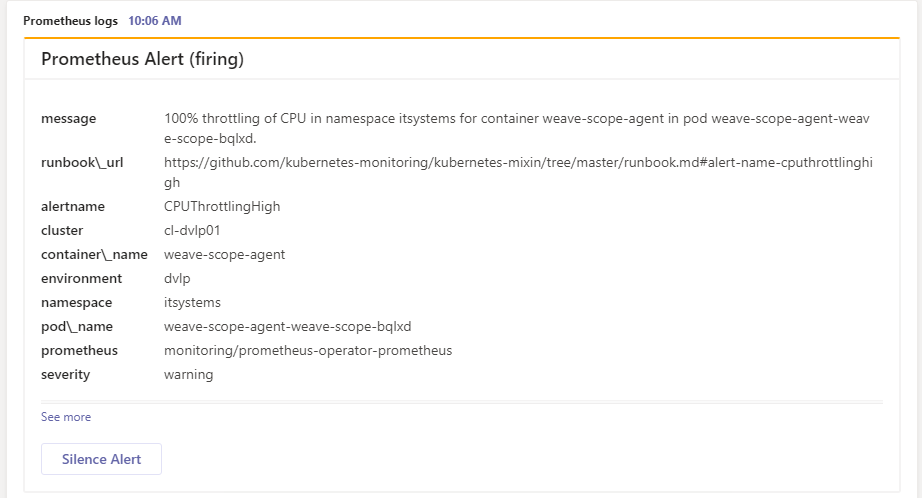 Prometheus logs 10:06 AM
Prometheus Alert (firing)
message 100% throttling of CPU in namespace itsystems for container weave-scope-agent in pod weave-scope-agent-weav
e-scope-bqlxd.
runbook\_url https://github.com/kubernetes-monitoring/kubernetes-mixin/tree/master/runbook.md#alert-name-cputhrottlinghi
gh
alertname CPUThrottlingHigh
cluster cl-dvlp01
container\_name weave-scope-agent
environment dvlp
namespace itsystems
pod\_name weave-scope-agent-weave-scope-bqlxd
prometheus monitoring/prometheus-operator-prometheus
severity warning
See more
Silence Alert